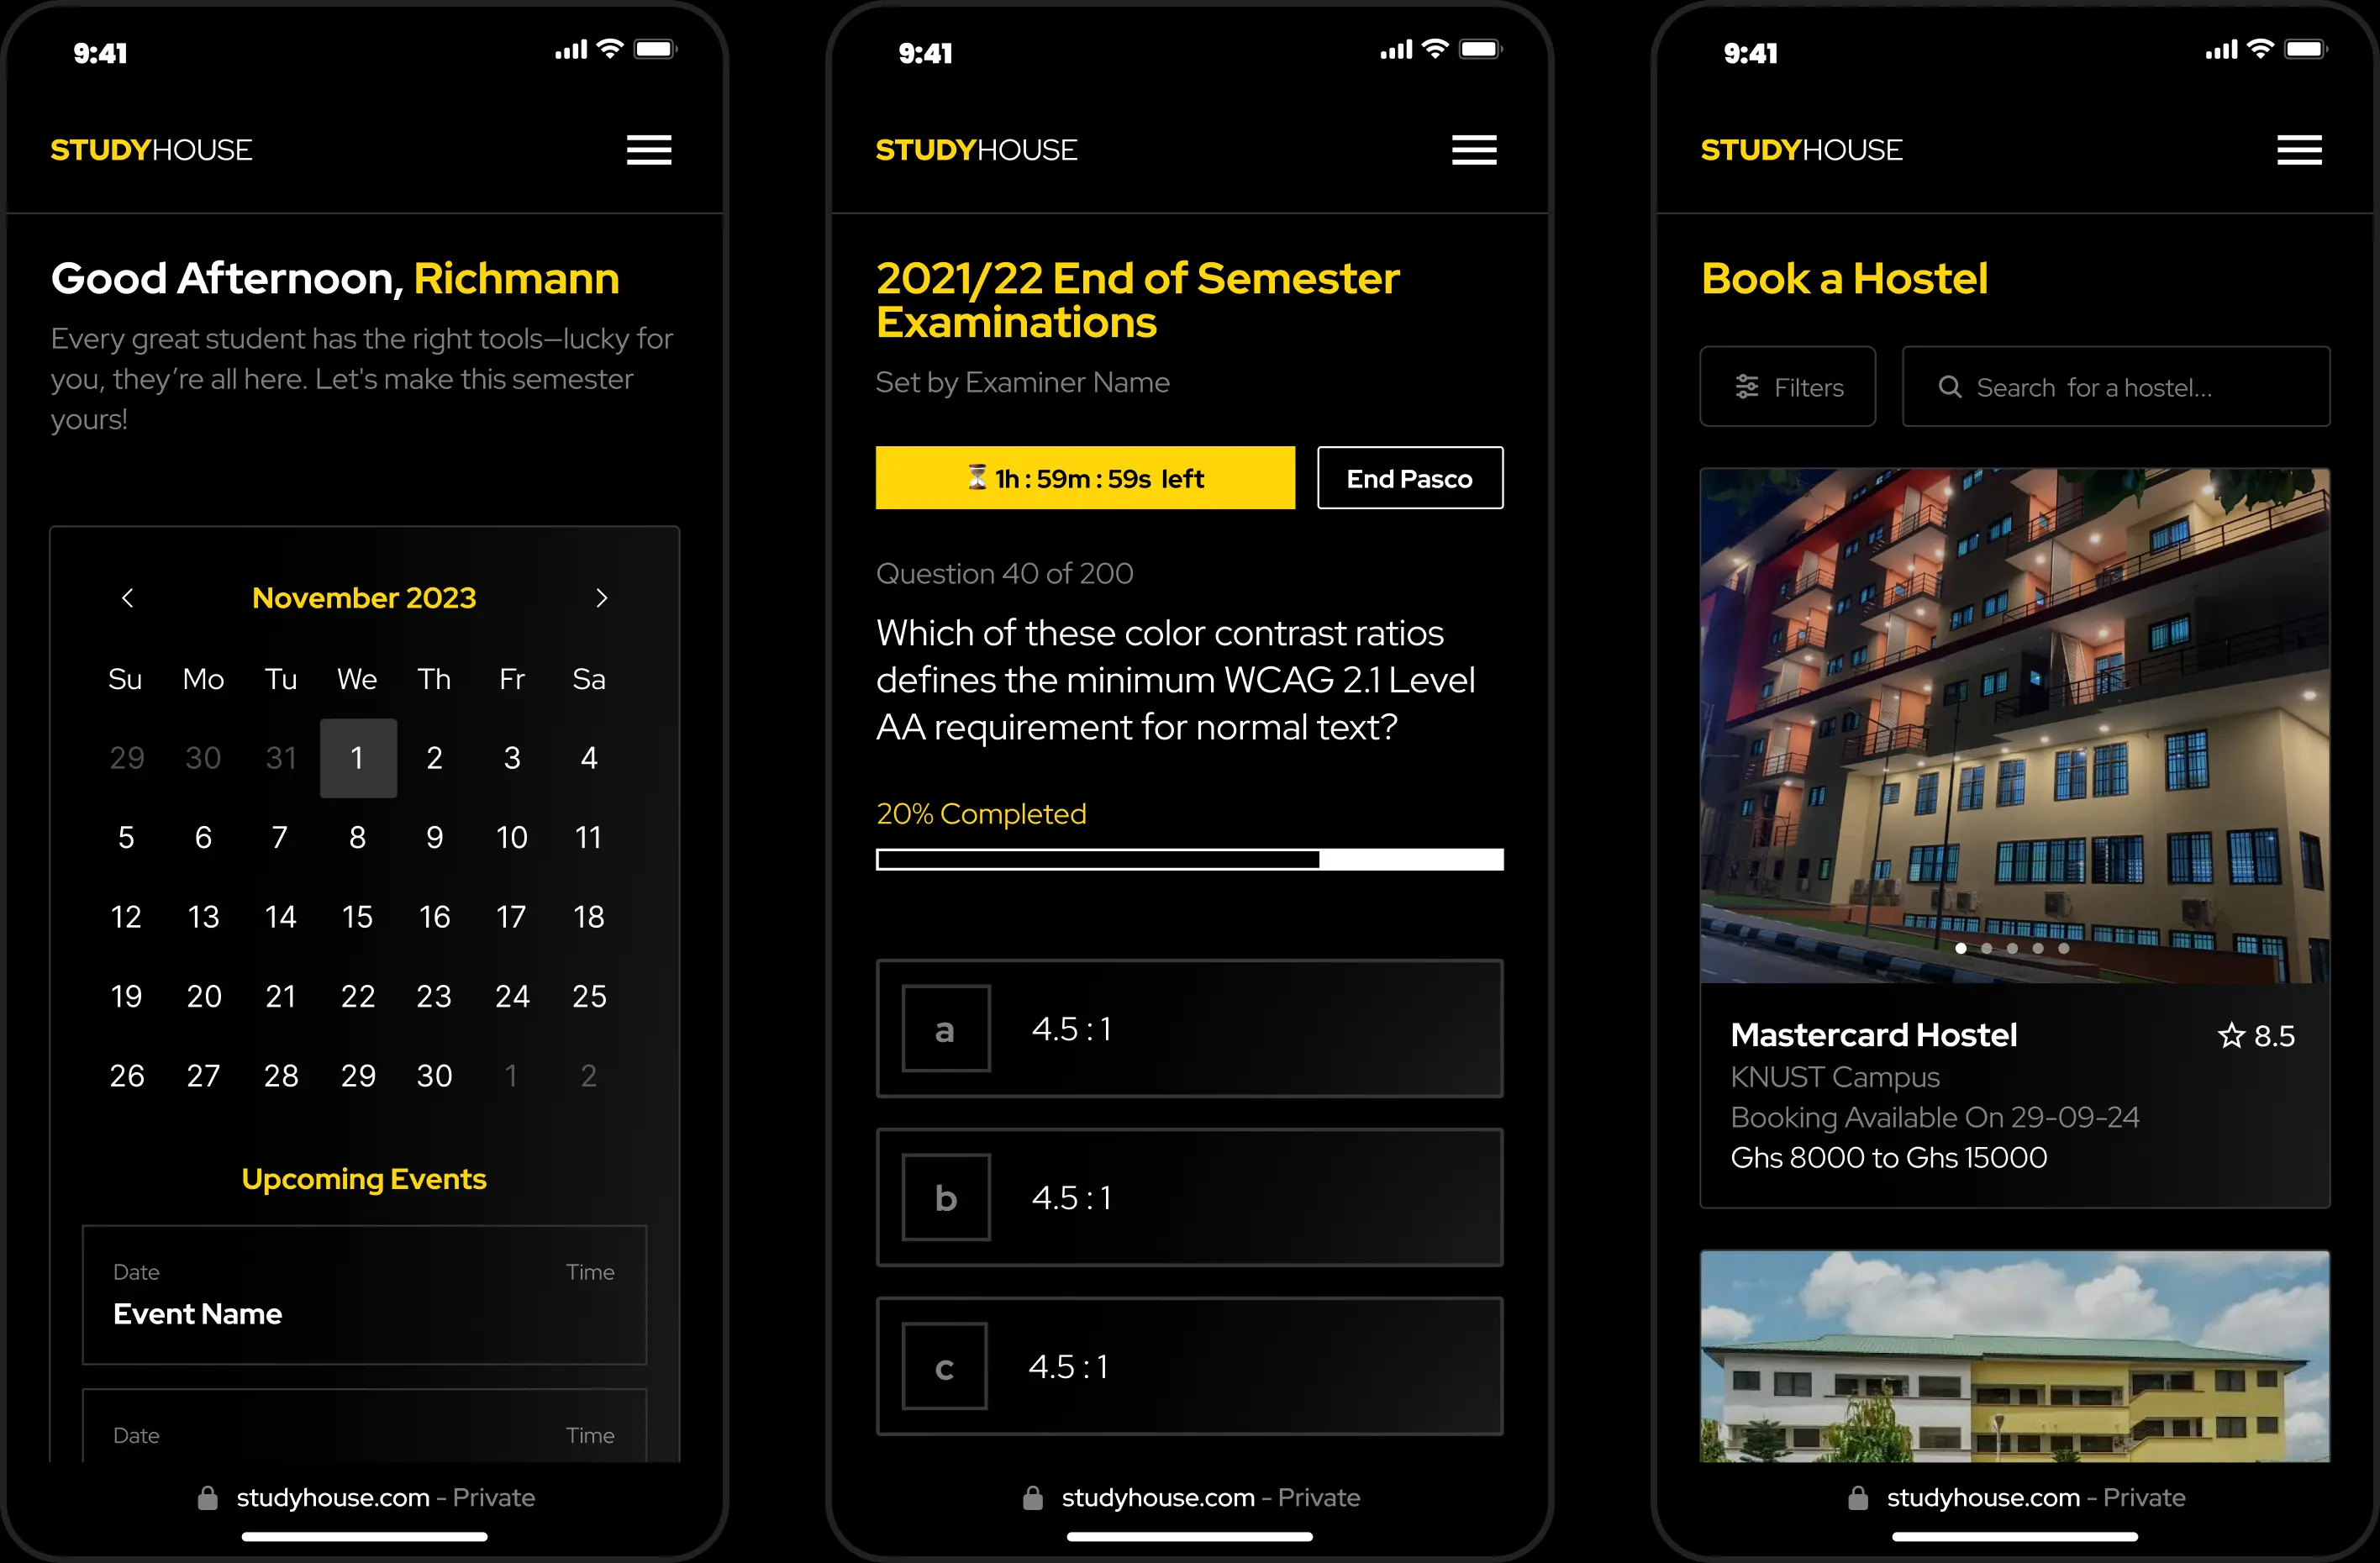 9:41
STUDYHOUSE
Good Afternoon, Richmann
Every great student has the right tools—lucky for
you, they’re all here. Let's make this semester
yours!
November 2023
Su Mo Tu We Th Fr Sa
29 30 31 1 2 3 4
5 6 7 8 9 10 11
12 13 14 15 16 17 18
19 20 21 22 23 24 25
26 27 28 29 30 1 2
Upcoming Events
Date Time
Event Name
Date Time
studyhouse.com - Private
9:41
STUDYHOUSE
2021/22 End of Semester
Examinations
Set by Examiner Name
⏳ 1h : 59m : 59s left
End Pasco
Question 40 of 200
Which of these color contrast ratios
defines the minimum WCAG 2.1 Level
AA requirement for normal text?
20% Completed
a 4.5 : 1
b 4.5 : 1
c 4.5 : 1
studyhouse.com - Private
9:41
STUDYHOUSE
Book a Hostel
Filters
Search for a hostel...
Mastercard Hostel 8.5
KNUST Campus
Booking Available On 29-09-24
Ghs 8000 to Ghs 15000
studyhouse.com - Private